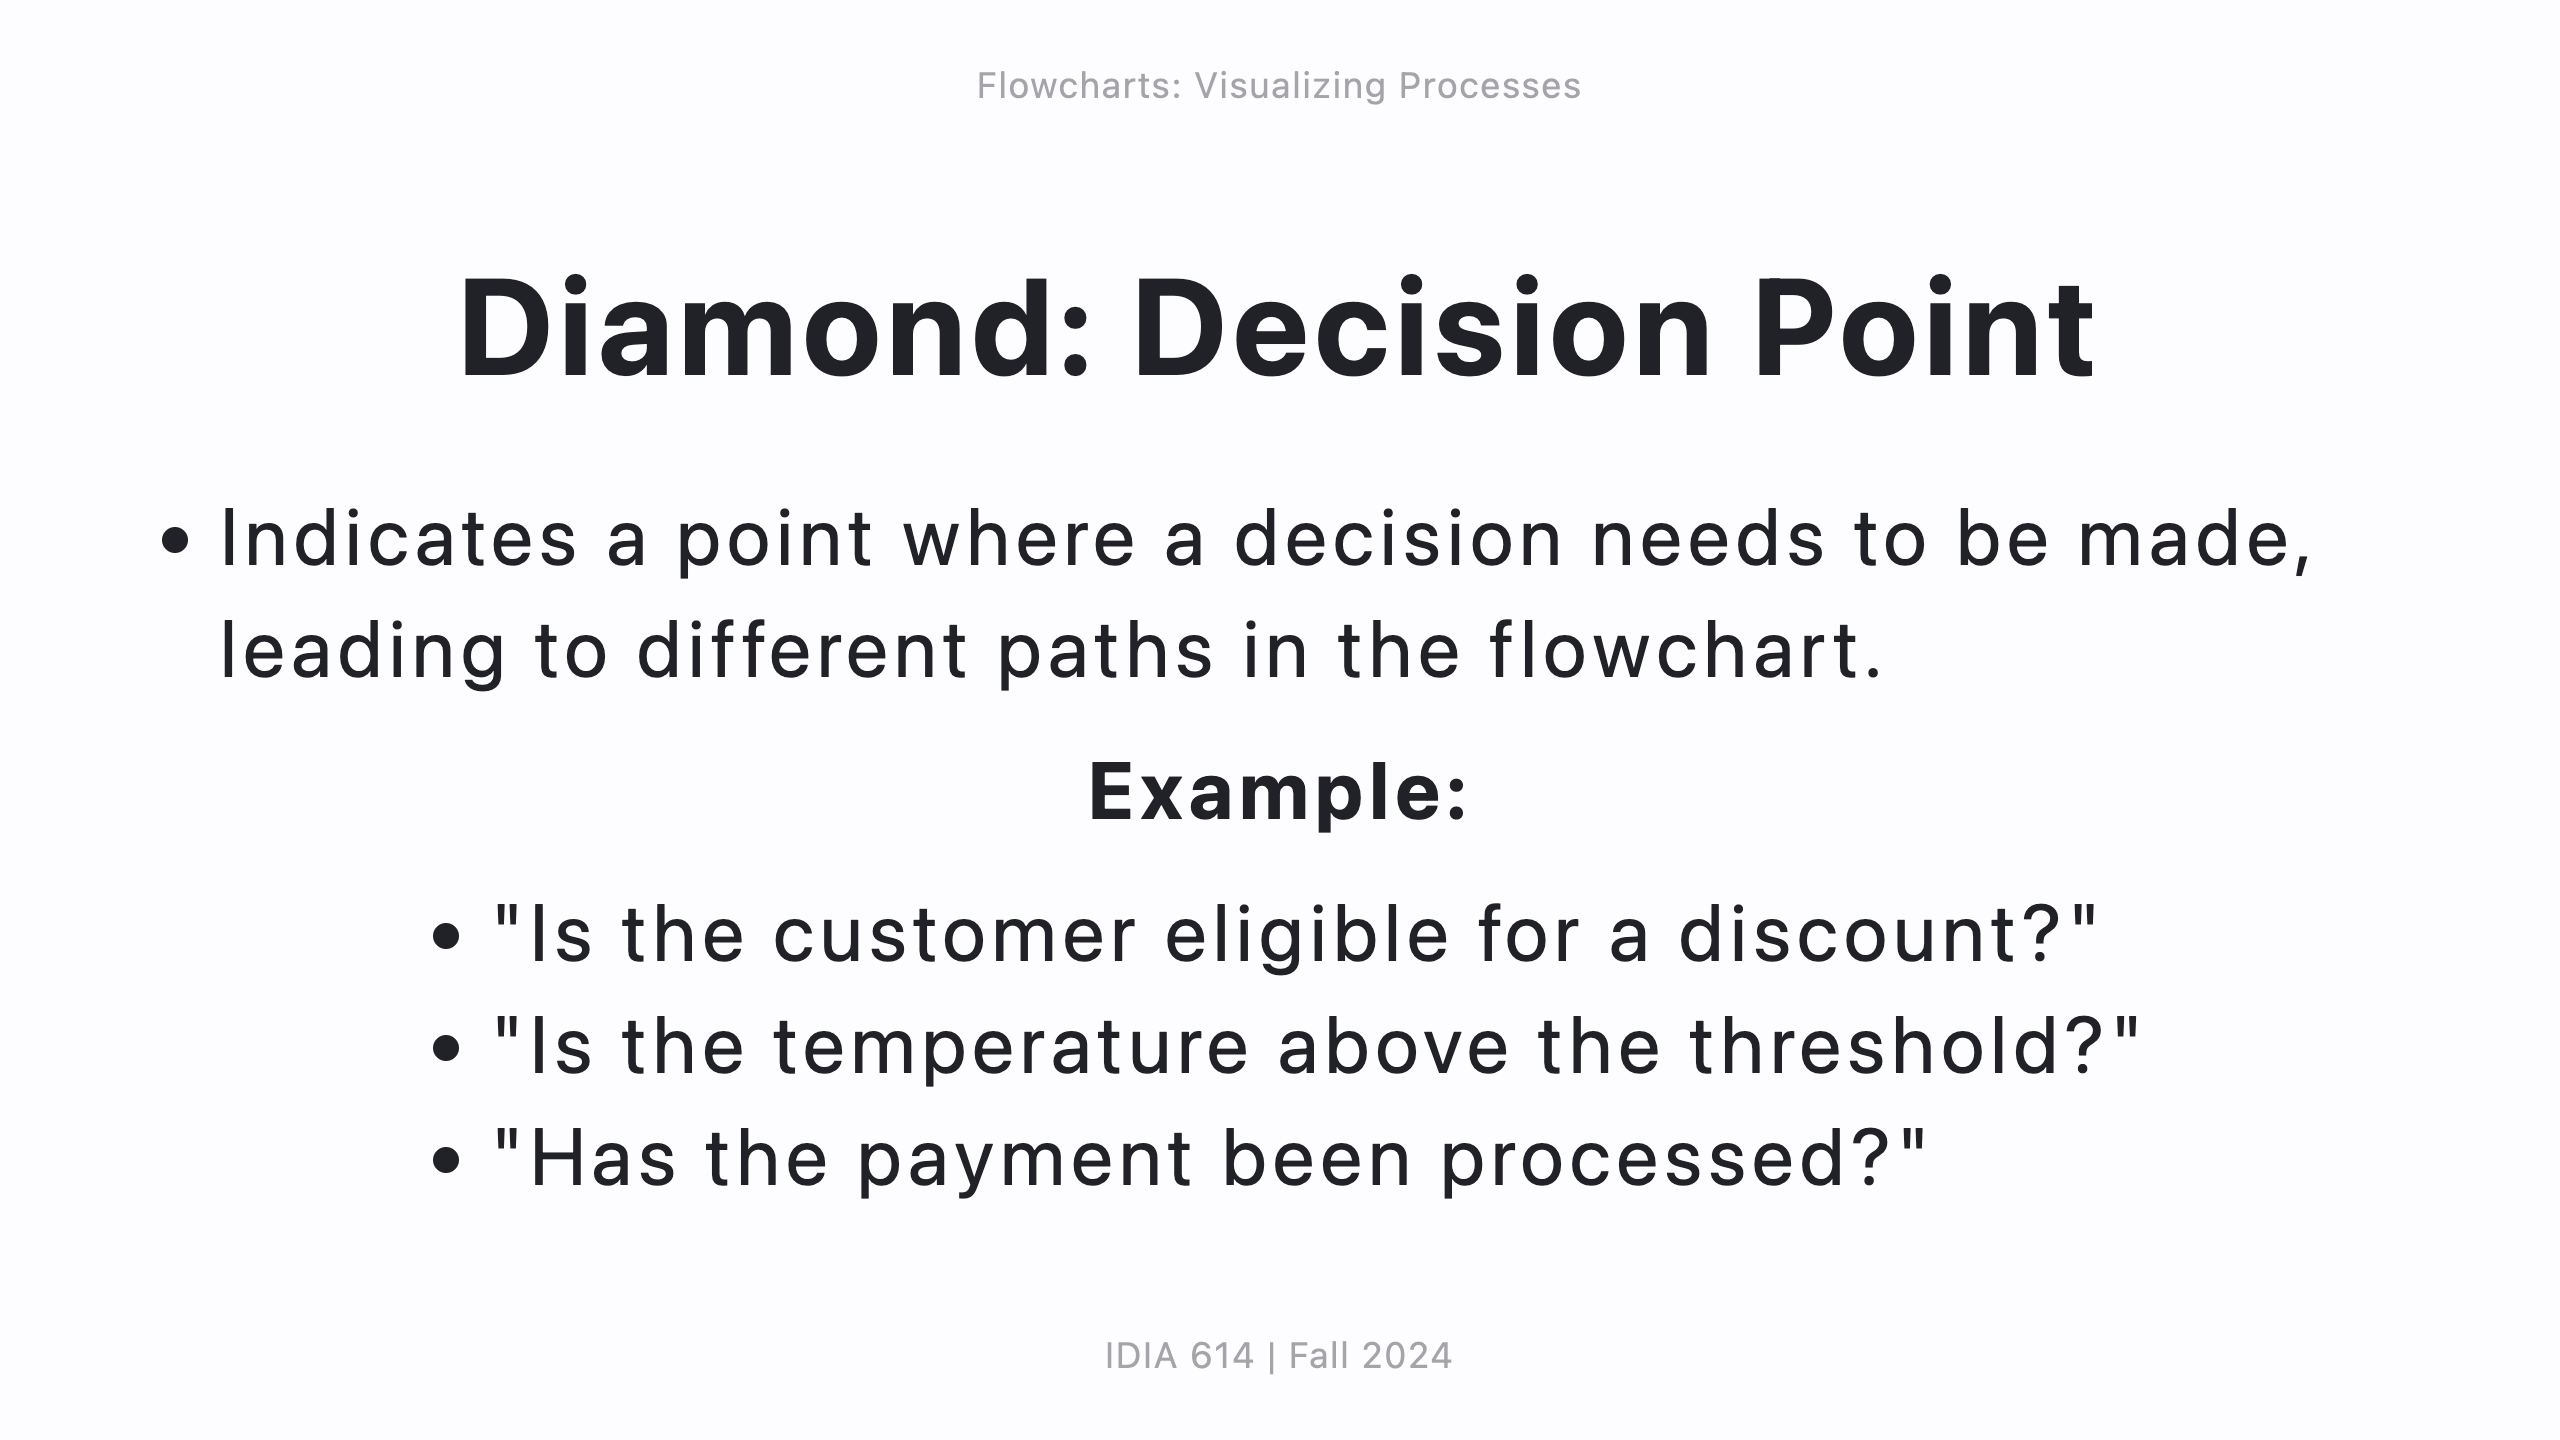 Flowcharts: Visualizing Processes
Diamond: Decision Point
• Indicates a point where a decision needs to be made,
leading to different paths in the flowchart.
Example:
• "Is the customer eligible for a discount?"
• "Is the temperature above the threshold?"
• "Has the payment been processed?"
IDIA 614 | Fall 2024